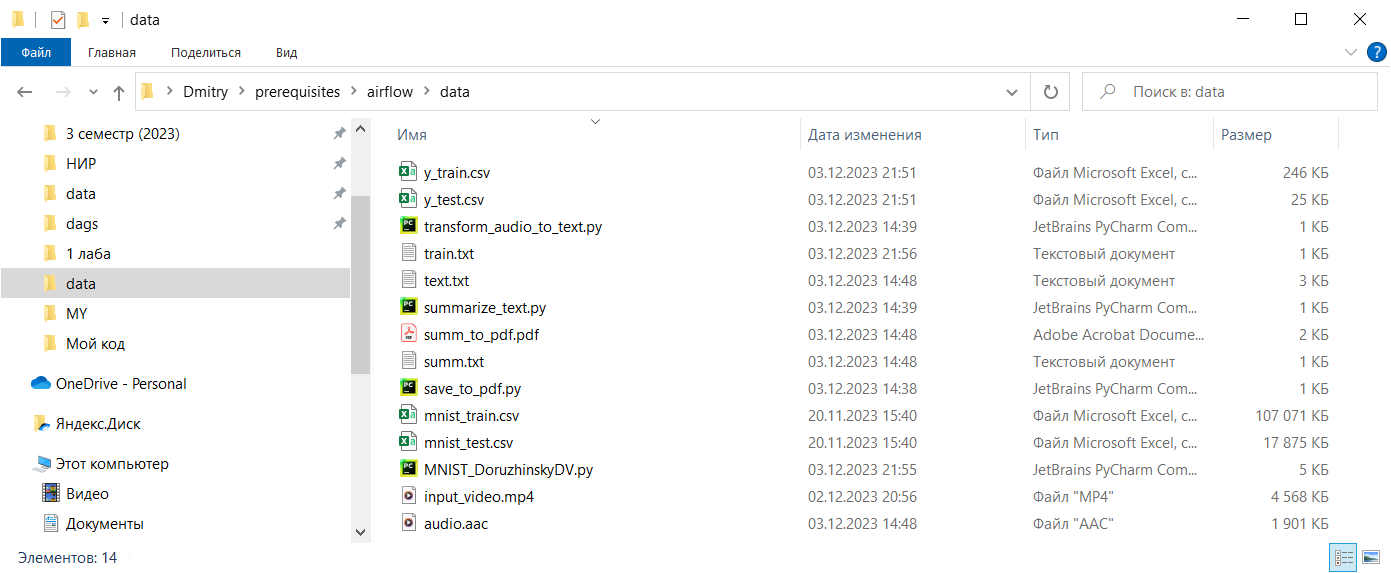 data
Файл Главная Поделиться Вид
Dmitry prerequisites airflow data Поиск в: data
3 семестр (2023)
НИР
data
dags
1 лаба
data
MY
Мой код
OneDrive - Personal
Яндекс.Диск
Этот компьютер
Видео
Документы
Имя Дата изменения Тип Размер
y_train.csv 03.12.2023 21:51 Файл Microsoft Excel, с... 246 КБ
y_test.csv 03.12.2023 21:51 Файл Microsoft Excel, с... 25 КБ
transform_audio_to_text.py 03.12.2023 14:39 JetBrains PyCharm Com... 1 КБ
train.txt 03.12.2023 21:56 Текстовый документ 1 КБ
text.txt 03.12.2023 14:48 Текстовый документ 3 КБ
summarize_text.py 03.12.2023 14:39 JetBrains PyCharm Com... 1 КБ
summ_to_pdf.pdf 03.12.2023 14:48 Adobe Acrobat Docume... 2 КБ
summ.txt 03.12.2023 14:48 Текстовый документ 1 КБ
save_to_pdf.py 03.12.2023 14:38 JetBrains PyCharm Com... 1 КБ
mnist_train.csv 20.11.2023 15:40 Файл Microsoft Excel, с... 107 071 КБ
mnist_test.csv 20.11.2023 15:40 Файл Microsoft Excel, с... 17 875 КБ
MNIST_DoruzhinskyDV.py 03.12.2023 21:55 JetBrains PyCharm Com... 5 КБ
input_video.mp4 02.12.2023 20:56 Файл "MP4" 4 568 КБ
audio.aac 03.12.2023 14:48 Файл "AAC" 1 901 КБ
Элементов: 14